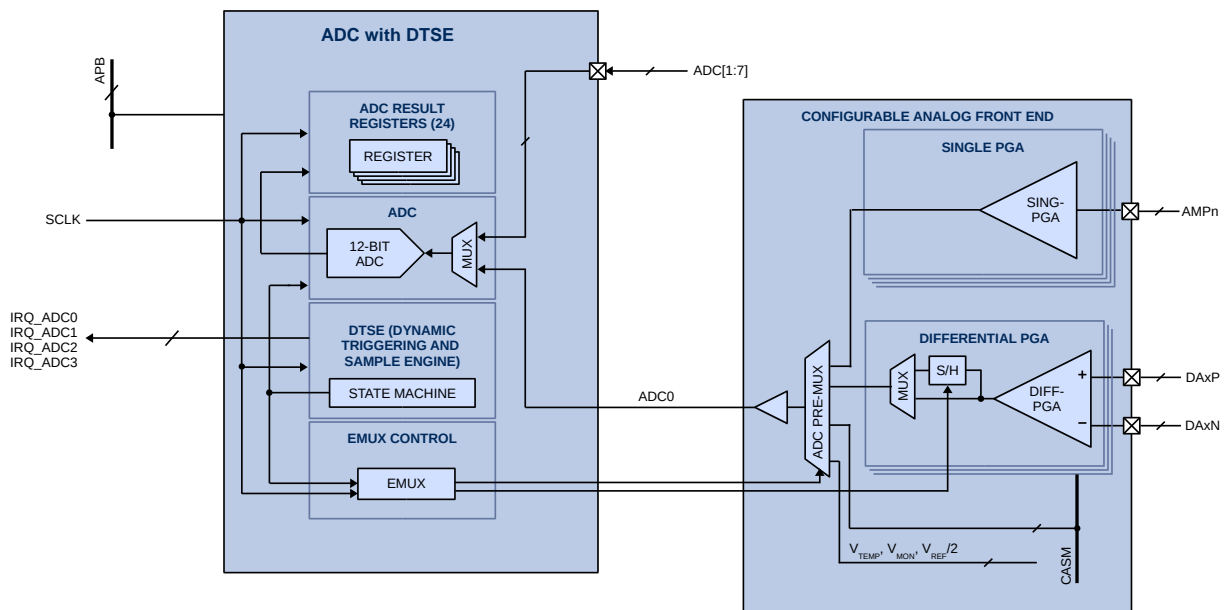 ADC with DTSE
APB
ADC[1:7]
ADC RESULT
REGISTERS (24)
REGISTER
SCLK
ADC
12-BIT
ADC
MUX
IRQ_ADC0
IRQ_ADC1
IRQ_ADC2
IRQ_ADC3
DTSE (DYNAMIC
TRIGGERING AND
SAMPLE ENGINE)
STATE MACHINE
EMUX CONTROL
EMUX
ADC0
CONFIGURABLE ANALOG FRONT END
SINGLE PGA
SING-
PGA
AMPn
DIFFERENTIAL PGA
ADC PRE-MUX
MUX
S/H
DIFF-
PGA
+
−
DAxP
DAxN
VTEMP, VMON, VREF/2
CASM